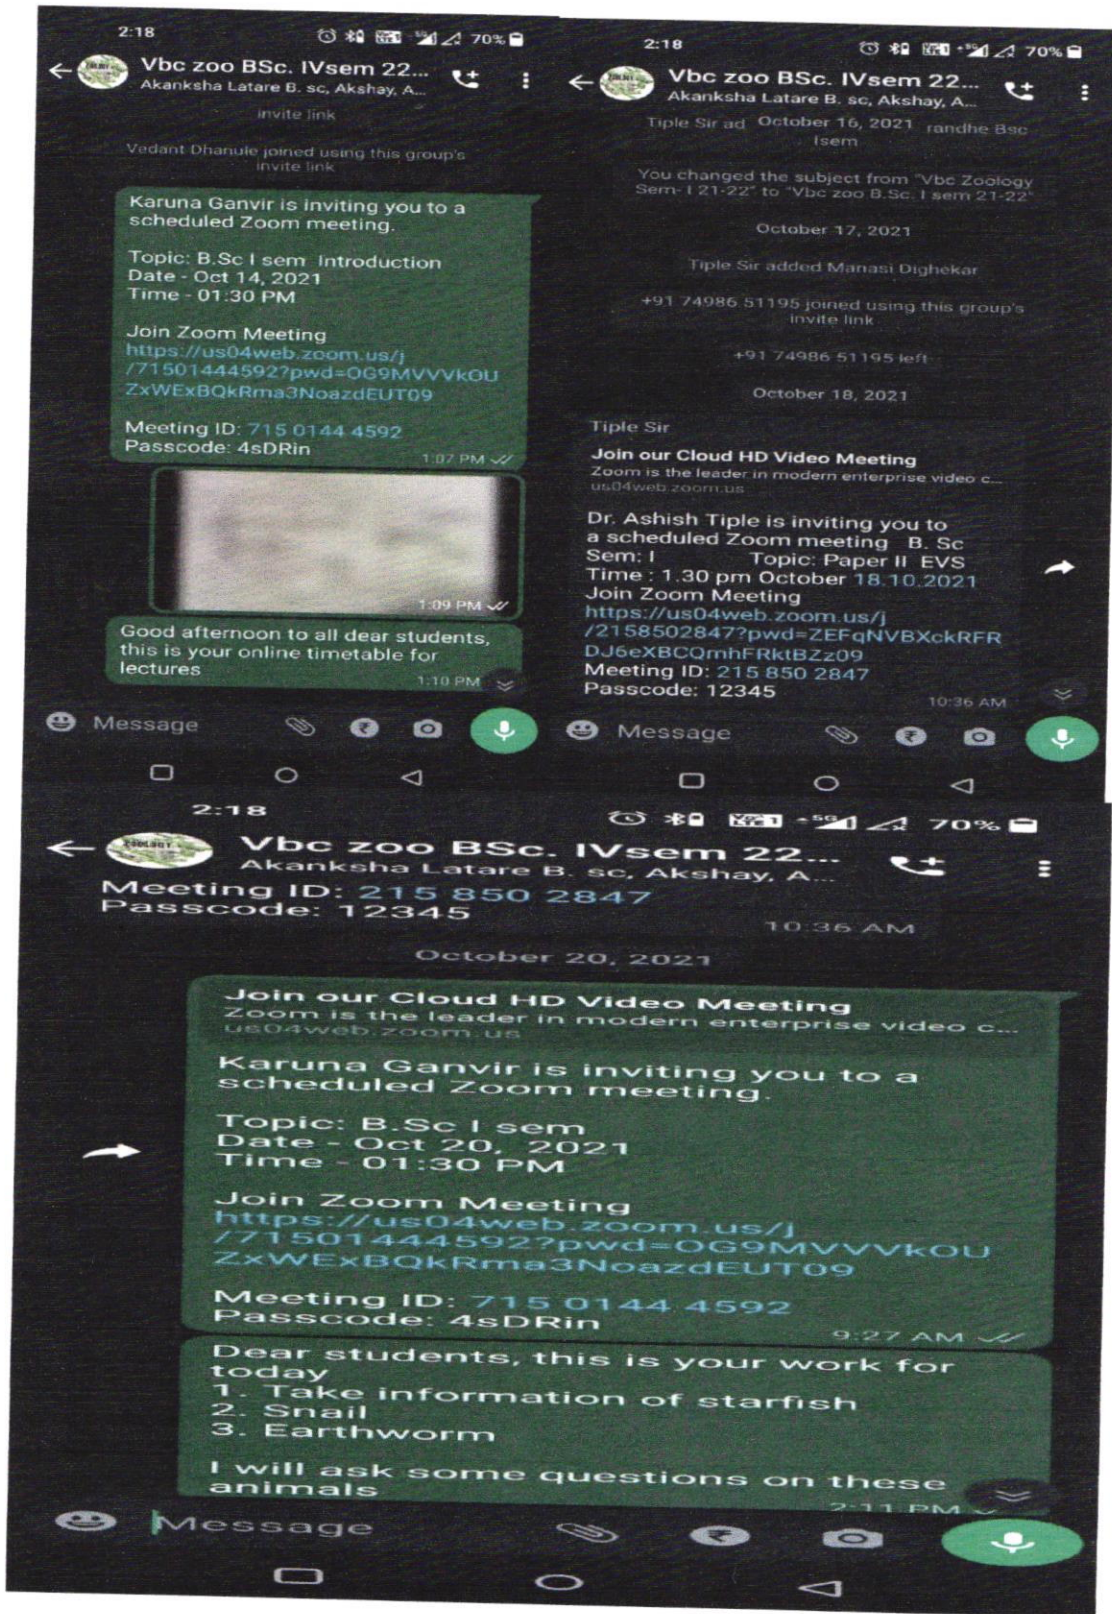 2:18
70%
Vbc zoo BSc. IVsem 22...
Akanksha Latare B. sc, Akshay, A...
invite link
Vedant Dhanule joined using this group's
invite link
Karuna Ganvir is inviting you to a
scheduled Zoom meeting.
Topic: B.Sc I sem Introduction
Date - Oct 14, 2021
Time - 01:30 PM
Join Zoom Meeting
https://us04web.zoom.us/j
/71501444592?pwd=OG9MVVVkOU
ZxWExBQkRma3NoazdEUT09
Meeting ID: 715 0144 4592
Passcode: 4sDRin
1:07 PM
1:09 PM
Good afternoon to all dear students,
this is your online timetable for
lectures
1:10 PM
Message
2:18
70%
Vbc zoo BSc. IVsem 22...
Akanksha Latare B. sc, Akshay, A...
Tiple Sir ad October 16, 2021 randhe Bsc
Isem
You changed the subject from "Vbc Zoology
Sem- I 21-22" to "Vbc zoo B.Sc. I sem 21-22"
October 17, 2021
Tiple Sir added Manasi Dighekar
+91 74986 51195 joined using this group's
invite link
+91 74986 51195 left
October 18, 2021
Tiple Sir
Join our Cloud HD Video Meeting
Zoom is the leader in modern enterprise video c...
us04web.zoom.us
Dr. Ashish Tiple is inviting you to
a scheduled Zoom meeting B. Sc
Sem: I Topic: Paper II EVS
Time : 1.30 pm October 18.10.2021
Join Zoom Meeting
https://us04web.zoom.us/j
/2158502847?pwd=ZEFqNVBXckRFR
DJ6eXBCQmhFRktBZz09
Meeting ID: 215 850 2847
Passcode: 12345
10:36 AM
Message
2:18
5G
70%
ZOOLOGY
Vbc zoo BSc. IVsem 22...
Akanksha Latare B. sc, Akshay, A...
Meeting ID: 215 850 2847
Passcode: 12345
10:36 AM
October 20, 2021
Join our Cloud HD Video Meeting
Zoom is the leader in modern enterprise video c...
us04web.zoom.us
Karuna Ganvir is inviting you to a
scheduled Zoom meeting.
Topic: B.Sc I sem
Date - Oct 20, 2021
Time - 01:30 PM
Join Zoom Meeting
https://us04web.zoom.us/j
/71501444592?pwd=OG9MVVVkOU
ZxWExBQkRma3NoazdEUT09
Meeting ID: 715 0144 4592
Passcode: 4sDRin
9:27 AM
Dear students, this is your work for
today
1. Take information of starfish
2. Snail
3. Earthworm
I will ask some questions on these
animals
2:11 PM
Message